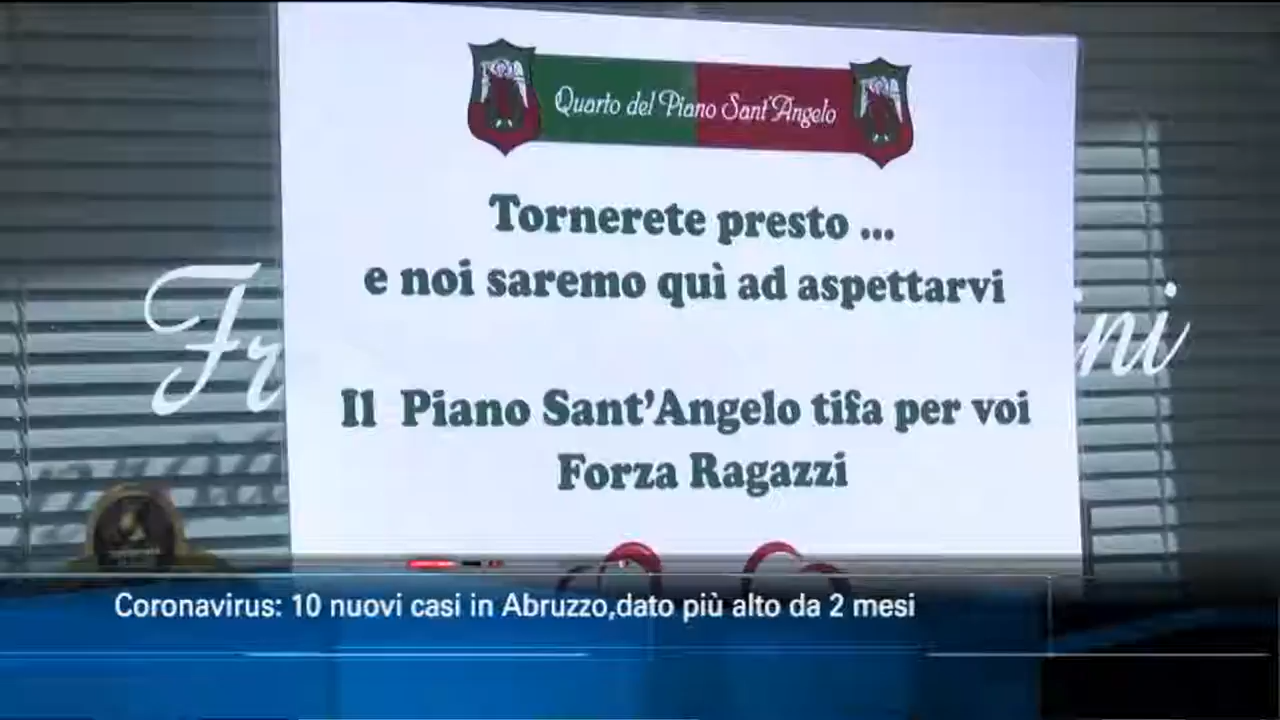 Quarto del Piano Sant'Angelo
Tornerete presto ...
e noi saremo quì ad aspettarvi
Il Piano Sant'Angelo tifa per voi
Forza Ragazzi
Coronavirus: 10 nuovi casi in Abruzzo,dato più alto da 2 mesi